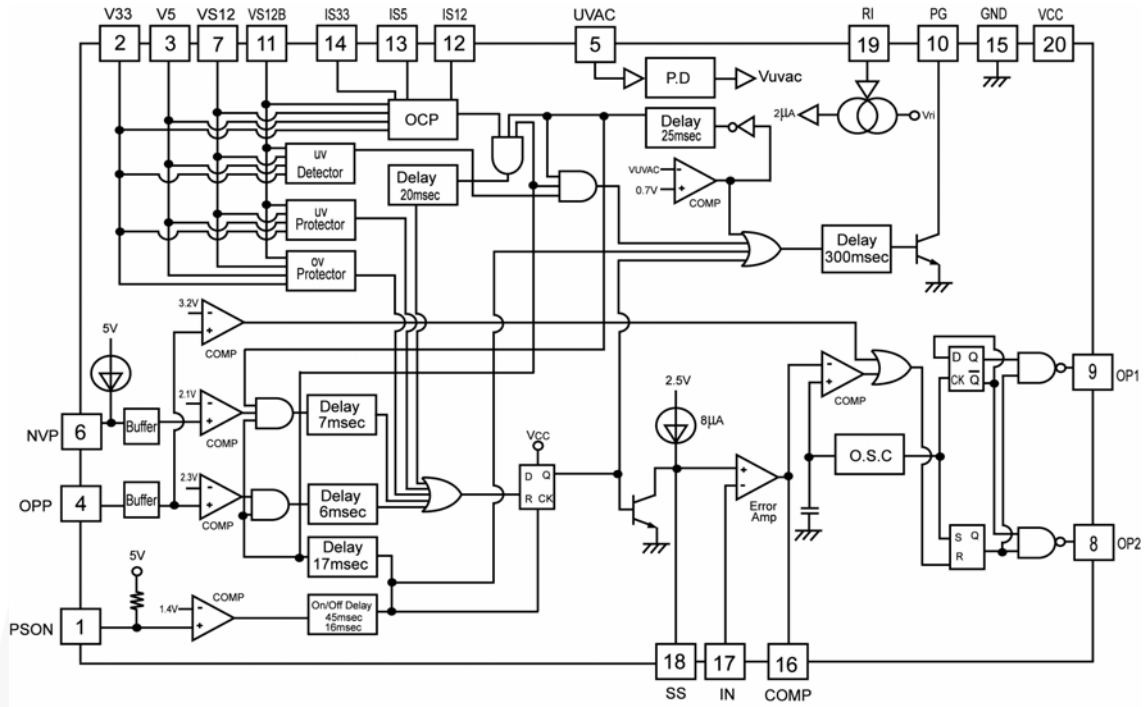 V33 V5 VS12 VS12B IS33 IS5 IS12 UVAC RI PG GND VCC
2 3 7 11 14 13 12 5 19 10 15 20
P.D Vuvac
OCP
2μA Vri
Delay
25msec
uv
Detector
Delay
20msec
VUVAC -
0.7V +
COMP
uv
Protector
Delay
300msec
ov
Protector
3.2V - +
COMP
5V
D Q
CK Q
9 OP1
2.1V - +
COMP
2.5V
8μA
- +
COMP
6 NVP
Buffer
Delay
7msec
Vcc
O.S.C
D Q
R CK
2.3V - +
COMP
4 OPP
Buffer
Delay
6msec
+ -
Error
Amp
S Q
R
8 OP2
Delay
17msec
5V
COMP
1.4V - +
On/Off Delay
45msec
16msec
1 PSON
18 17 16
SS IN COMP